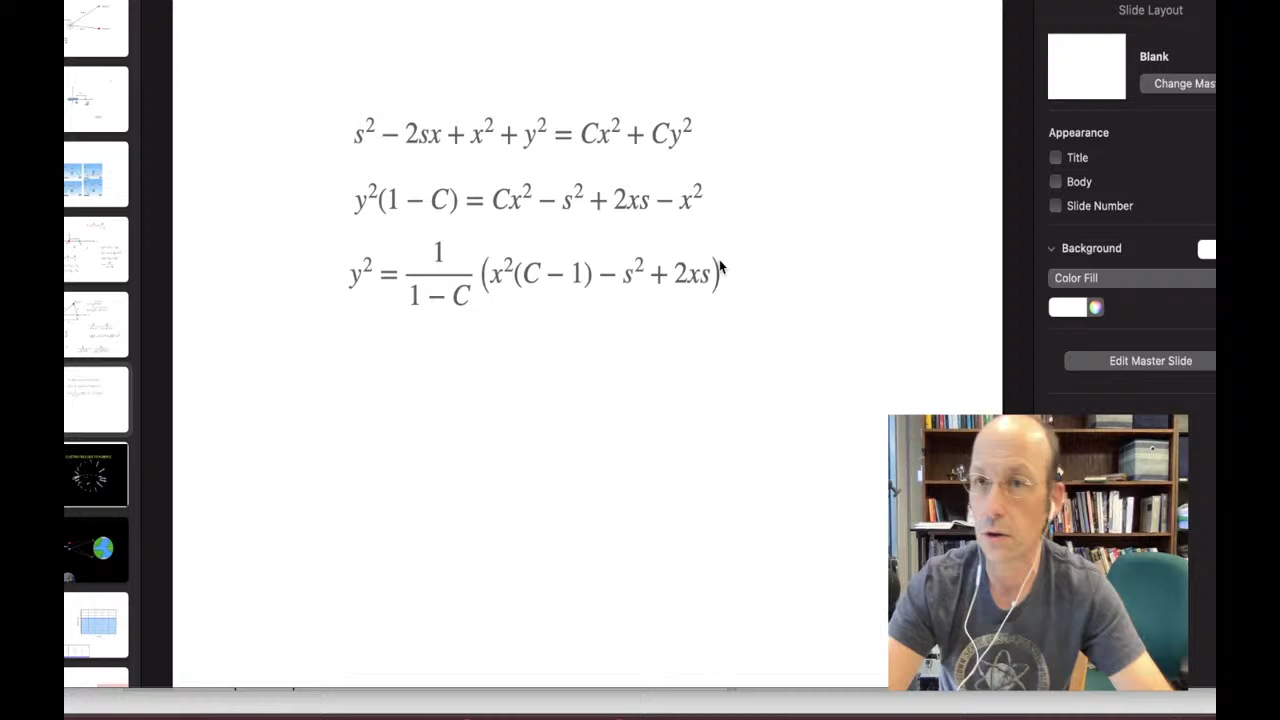 Slide Layout
Blank
Change Mas
Appearance
Title
Body
Slide Number
Background
Color Fill
Edit Master Slide
s² − 2sx + x² + y² = Cx² + Cy²
y²(1 − C) = Cx² − s² + 2xs − x²
y² = 1/(1 − C) (x²(C − 1) − s² + 2xs)